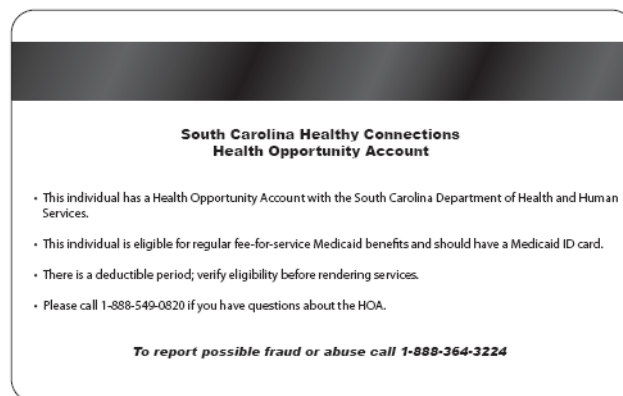 South Carolina Healthy Connections
Health Opportunity Account
• This individual has a Health Opportunity Account with the South Carolina Department of Health and Human
Services.
• This individual is eligible for regular fee-for-service Medicaid benefits and should have a Medicaid ID card.
• There is a deductible period; verify eligibility before rendering services.
• Please call 1-888-549-0820 if you have questions about the HOA.
To report possible fraud or abuse call 1-888-364-3224